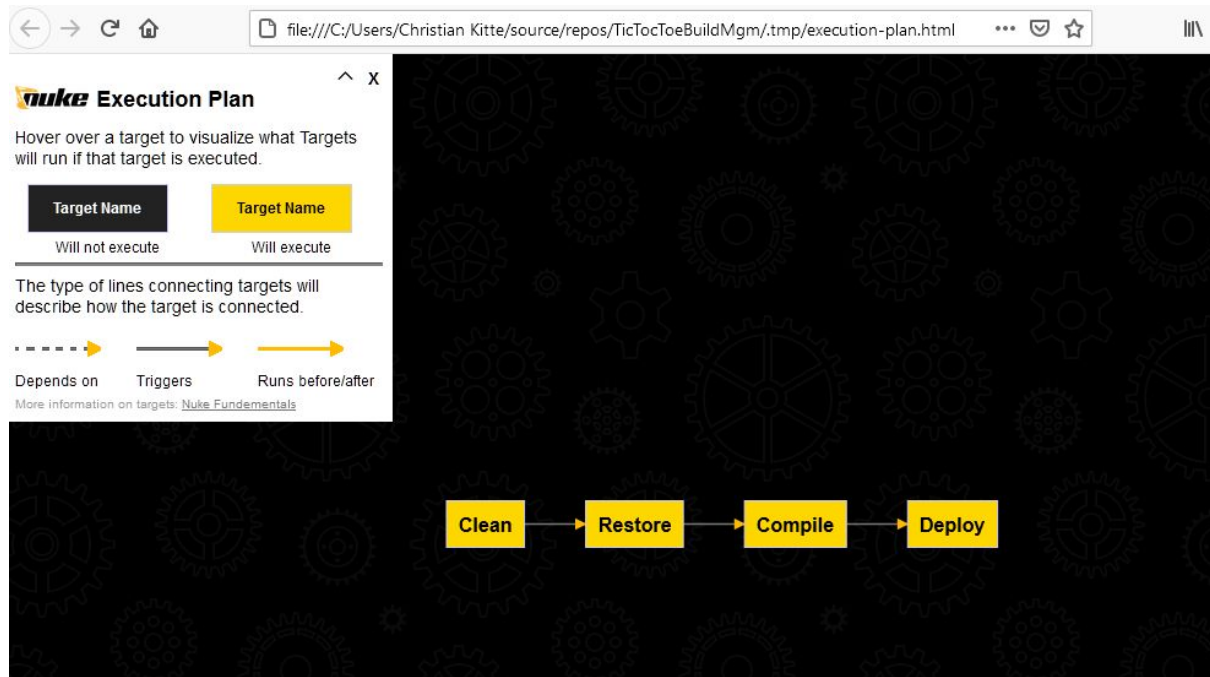 file:///C:/Users/Christian Kitte/source/repos/TicTocToeBuildMgm/.tmp/execution-plan.html
X
nuke Execution Plan
Hover over a target to visualize what Targets
will run if that target is executed.
Target Name Target Name
Will not execute Will execute
The type of lines connecting targets will
describe how the target is connected.
Depends on Triggers Runs before/after
More information on targets: Nuke Fundementals
Clean Restore Compile Deploy